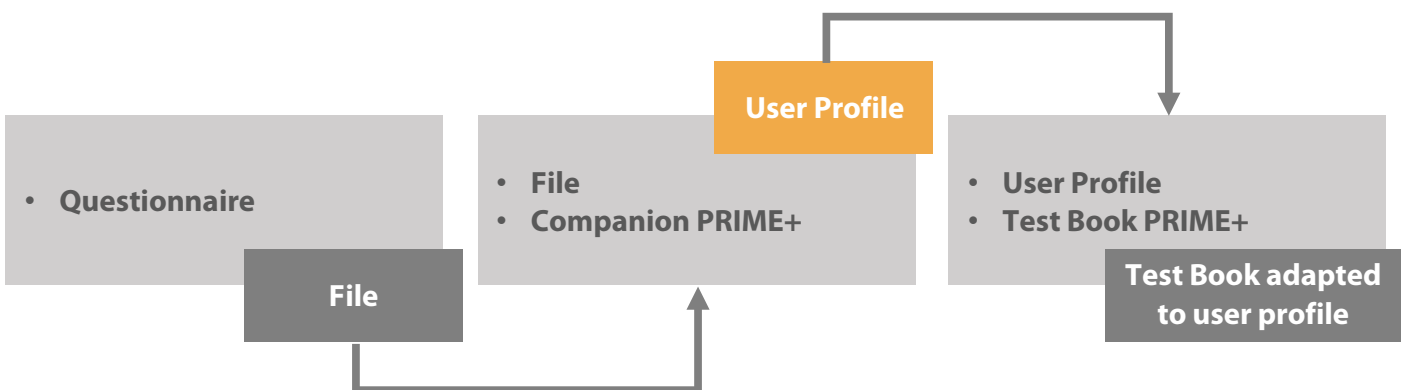 • Questionnaire
File
User Profile
• File
• Companion PRIME+
• User Profile
• Test Book PRIME+
Test Book adapted
to user profile